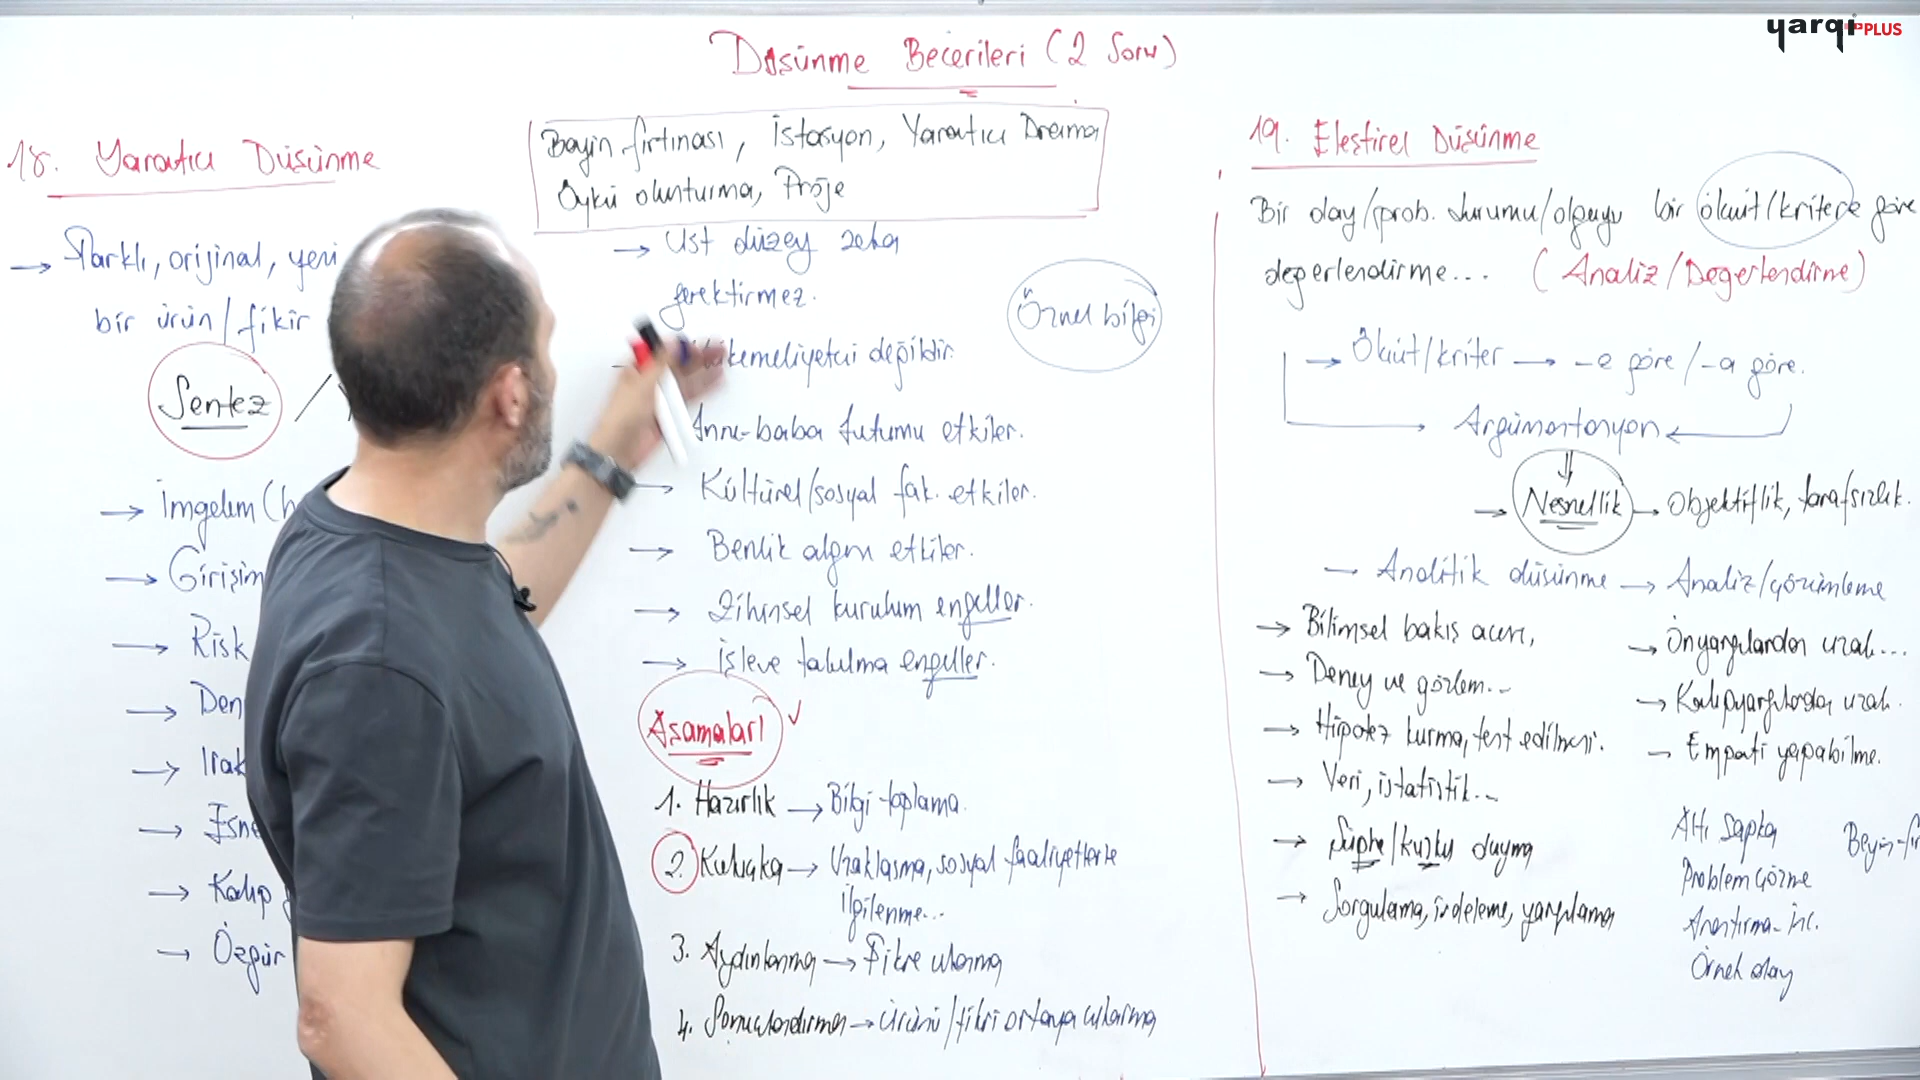 yarqı PLUS
Düşünme Becerileri (2 Soru)
18. Yaratıcı Düşünme
→ Farklı, orijinal, yeni
bir ürün / fikir
Sentez /
→ İmgelem (h
→ Girişim
→ Risk
→ Den
→ Irak
→ Esne
→ Kalıp
→ Özgür
Beyin fırtınası, İstasyon, Yaratıcı Drama
Öykü oluşturma, Proje
→ Üst düzey zeka
gerektirmez.
değildir.
Anne-baba tutumu etkiler.
→ Kültürel/sosyal fak. etkiler.
→ Benlik algısı etkiler.
→ Zihinsel kurulum engeller.
→ İşleve takılma engeller.
Öznel bilgi
Aşamaları ✓
1. Hazırlık → Bilgi toplama.
2. Kuluçka → Uzaklaşma, sosyal faaliyetlerle
ilgilenme...
3. Aydınlanma → Fikre ulaşma
4. Sonuçlandırma → Ürünü / fikri ortaya çıkarma
19. Eleştirel Düşünme
Bir olay/prob. durumu/olguyu bir ölçüt/kritere göre
değerlendirme... (Analiz/Değerlendirme)
→ Ölçüt/kriter → -e göre / -a göre.
Argümantasyon
→ Nesnellik → Objektiflik, tarafsızlık.
– Analitik düşünme → Analiz/çözümleme
→ Bilimsel bakış açısı,
→ Deney ve gözlem...
→ Hipotez kurma, test edilmesi.
→ Veri, istatistik...
→ Şüphe/kuşku duyma
→ Sorgulama, irdeleme, yargılama
→ Önyargılardan uzak...
→ Kalıpyargılardan uzak.
– Empati yapabilme.
Altı Şapka
Problem Çözme
Araştırma-İnc.
Örnek olay
Beyin-fır